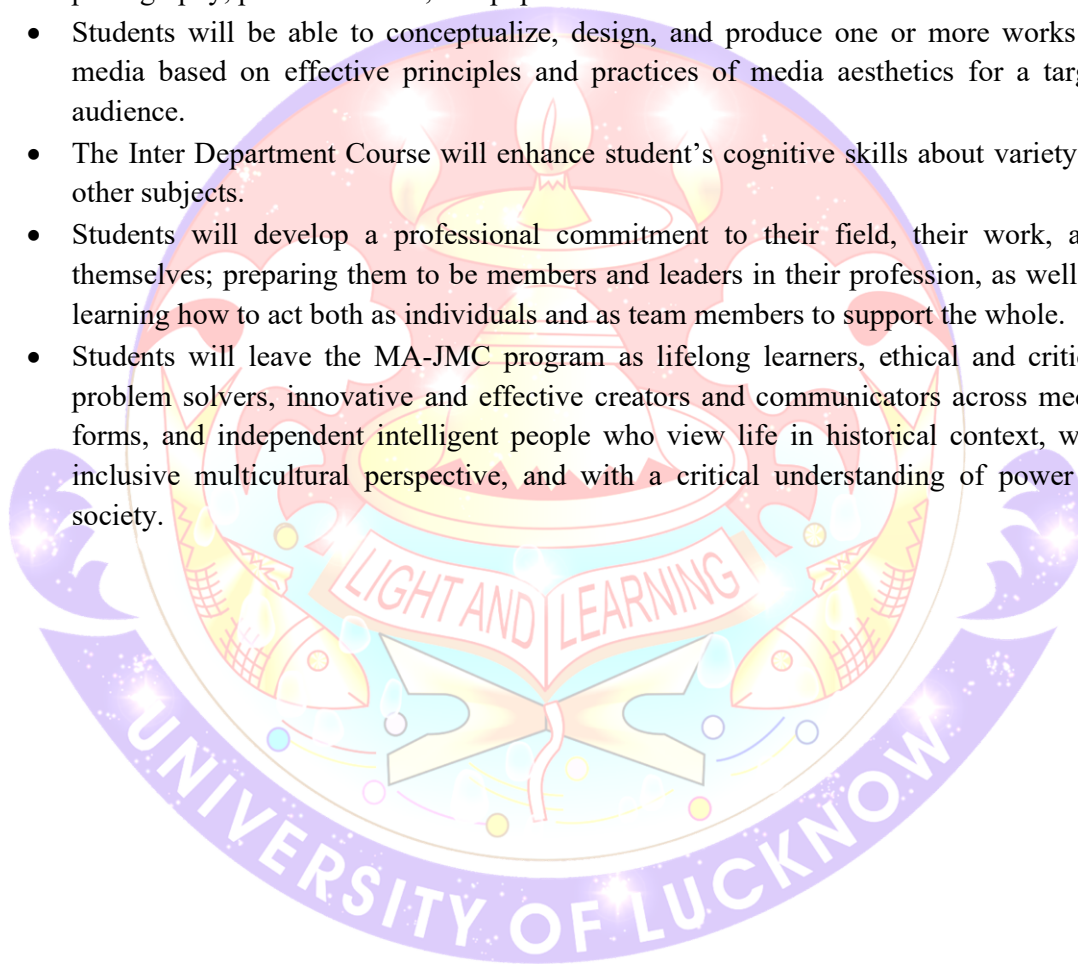 • Students will be able to conceptualize, design, and produce one or more works
media based on effective principles and practices of media aesthetics for a targ
audience.
• The Inter Department Course will enhance student's cognitive skills about variety
other subjects.
• Students will develop a professional commitment to their field, their work, a
themselves; preparing them to be members and leaders in their profession, as well
learning how to act both as individuals and as team members to support the whole.
• Students will leave the MA-JMC program as lifelong learners, ethical and critic
problem solvers, innovative and effective creators and communicators across med
forms, and independent intelligent people who view life in historical context, w
inclusive multicultural perspective, and with a critical understanding of power
society.
LIGHT AND LEARNING
UNIVERSITY OF LUCKNOW